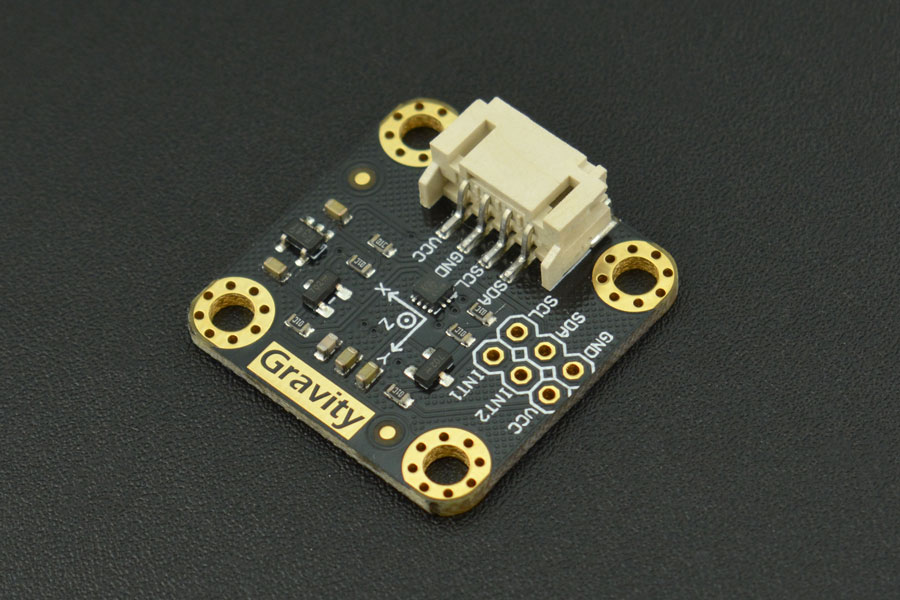 VCC
GND
SCL
SDA
X
Z
Y
SCL
SDA
GND
INT1
INT2
VCC
Gravity